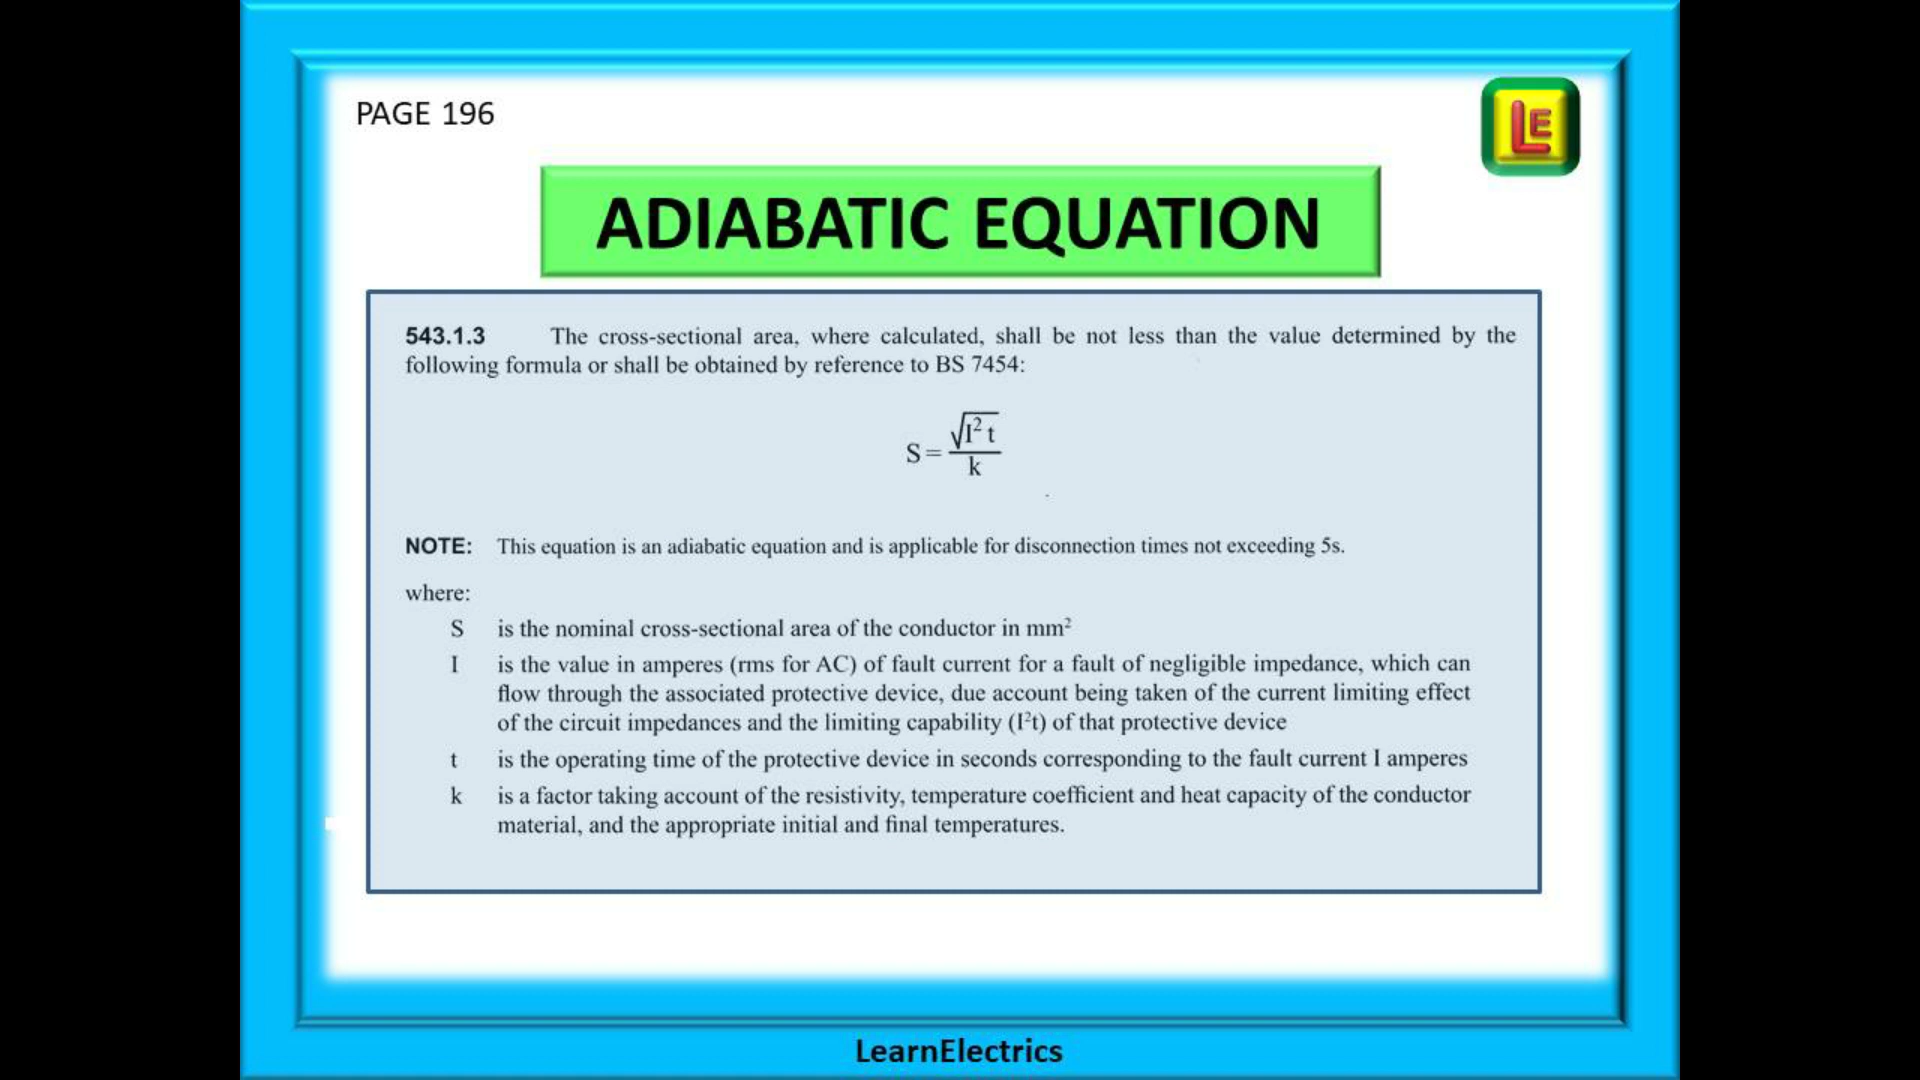 PAGE 196
LE
ADIABATIC EQUATION
543.1.3 The cross-sectional area, where calculated, shall be not less than the value determined by the
following formula or shall be obtained by reference to BS 7454:
S = √I² t / k
NOTE: This equation is an adiabatic equation and is applicable for disconnection times not exceeding 5s.
where:
S is the nominal cross-sectional area of the conductor in mm²
I is the value in amperes (rms for AC) of fault current for a fault of negligible impedance, which can
flow through the associated protective device, due account being taken of the current limiting effect
of the circuit impedances and the limiting capability (I²t) of that protective device
t is the operating time of the protective device in seconds corresponding to the fault current I amperes
k is a factor taking account of the resistivity, temperature coefficient and heat capacity of the conductor
material, and the appropriate initial and final temperatures.
LearnElectrics